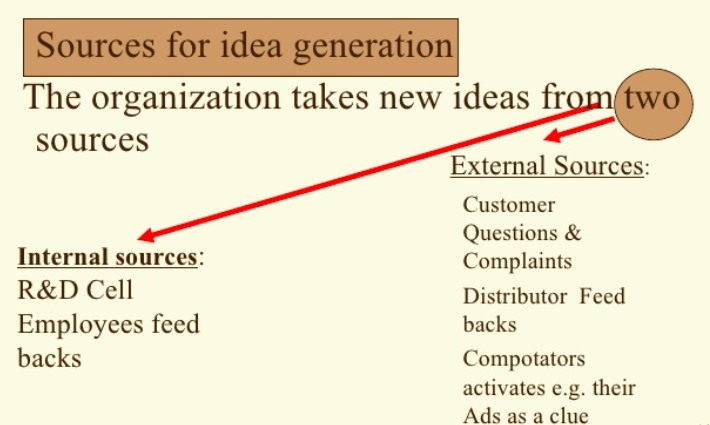 Sources for idea generation
The organization takes new ideas from two
sources
External Sources:
Customer
Questions &
Complaints
Distributor Feed
backs
Compotators
activates e.g. their
Ads as a clue
Internal sources:
R&D Cell
Employees feed
backs